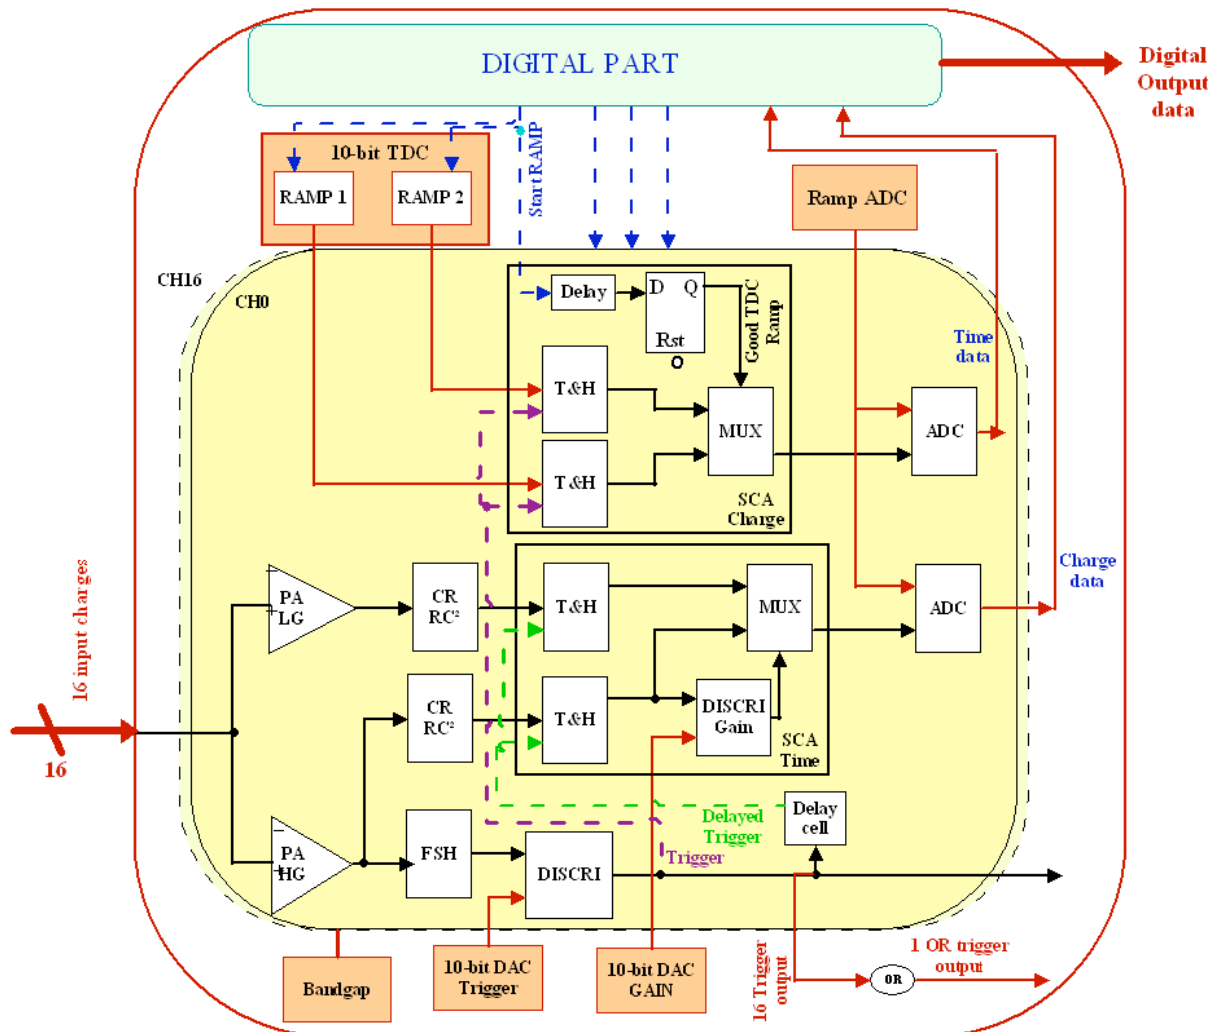 DIGITAL PART
Digital
Output
data
10-bit TDC
RAMP 1
RAMP 2
Start RAMP
Ramp ADC
CH16
CH0
Delay
D Q
Rst
Good TDC
Ramp
T&H
T&H
MUX
SCA
Charge
ADC
Time
data
16 input charges
16
PA
LG
CR
RC²
T&H
MUX
ADC
Charge
data
CR
RC²
T&H
DISCRI
Gain
SCA
Time
PA
HG
FSH
DISCRI
Delayed
Trigger
Trigger
Delay
cell
Bandgap
10-bit DAC
Trigger
10-bit DAC
GAIN
16 Trigger
output
OR
1 OR trigger
output